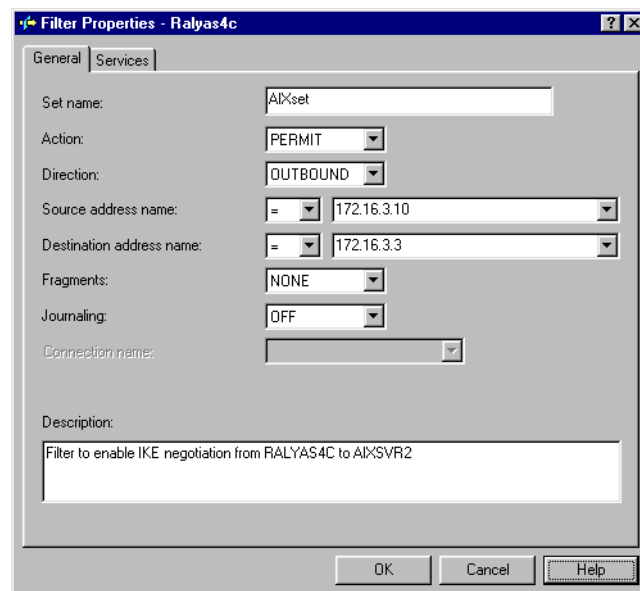 Filter Properties - Ralyas4c
General Services
Set name: AIXset
Action: PERMIT
Direction: OUTBOUND
Source address name: = 172.16.3.10
Destination address name: = 172.16.3.3
Fragments: NONE
Journaling: OFF
Connection name:
Description:
Filter to enable IKE negotiation from RALYAS4C to AIXSVR2
OK Cancel Help